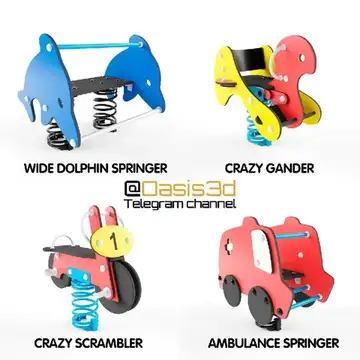 WIDE DOLPHIN SPRINGER
CRAZY GANDER
@Oasis3d
Telegram channel
1
CRAZY SCRAMBLER
AMBULANCE SPRINGER